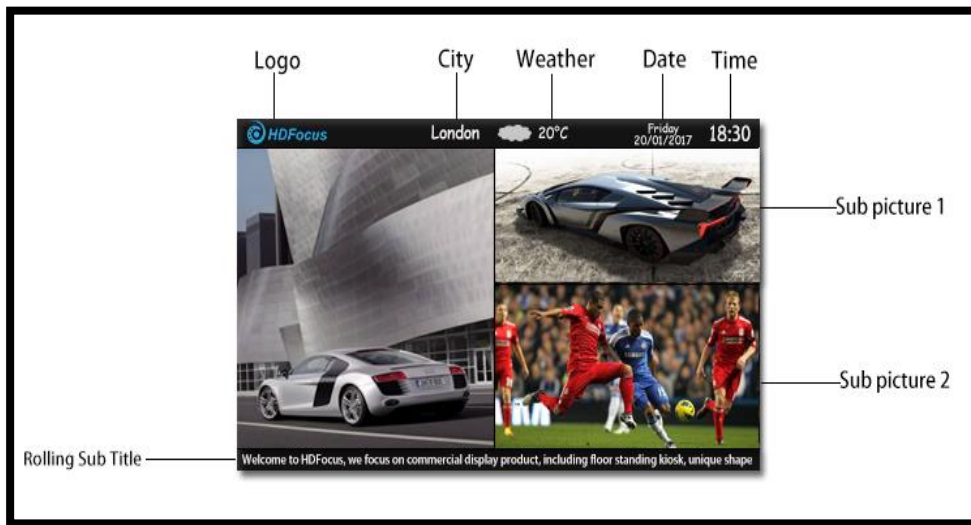 Logo
City
Weather
Date
Time
HDFocus
London
20°C
Friday
20/01/2017
18:30
Sub picture 1
SAMSUNG
Sub picture 2
Rolling Sub Title
Welcome to HDFocus, we focus on commercial display product, including floor standing kiosk, unique shape